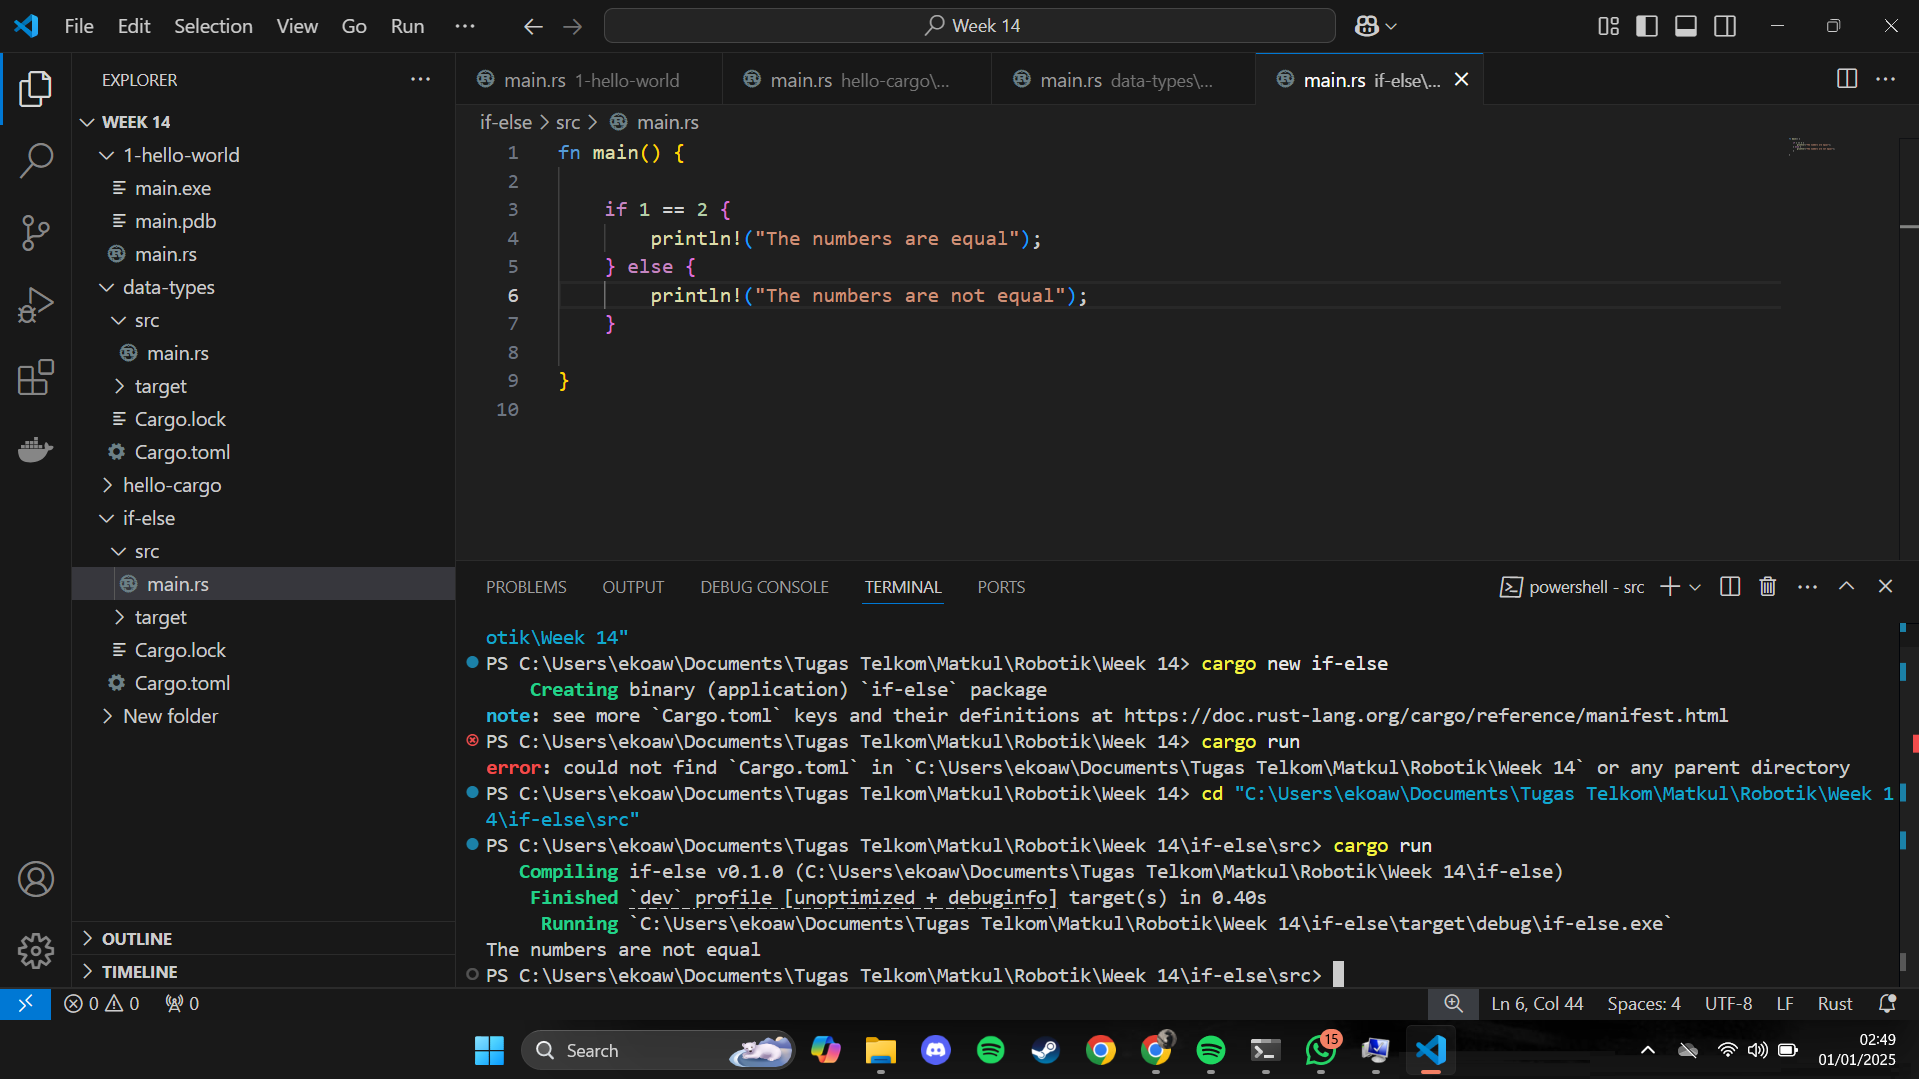 File Edit Selection View Go Run ··· Week 14
EXPLORER
WEEK 14
1-hello-world
main.exe
main.pdb
main.rs
data-types
src
main.rs
target
Cargo.lock
Cargo.toml
hello-cargo
if-else
src
main.rs
target
Cargo.lock
Cargo.toml
New folder
OUTLINE
TIMELINE
main.rs 1-hello-world main.rs hello-cargo\... main.rs data-types\... main.rs if-else\...
if-else > src > main.rs
1 fn main() {
2
3 if 1 == 2 {
4 println!("The numbers are equal");
5 } else {
6 println!("The numbers are not equal");
7 }
8
9 }
10
PROBLEMS OUTPUT DEBUG CONSOLE TERMINAL PORTS powershell - src
otik\Week 14"
PS C:\Users\ekoaw\Documents\Tugas Telkom\Matkul\Robotik\Week 14> cargo new if-else
Creating binary (application) `if-else` package
note: see more `Cargo.toml` keys and their definitions at https://doc.rust-lang.org/cargo/reference/manifest.html
PS C:\Users\ekoaw\Documents\Tugas Telkom\Matkul\Robotik\Week 14> cargo run
error: could not find `Cargo.toml` in `C:\Users\ekoaw\Documents\Tugas Telkom\Matkul\Robotik\Week 14` or any parent directory
PS C:\Users\ekoaw\Documents\Tugas Telkom\Matkul\Robotik\Week 14> cd "C:\Users\ekoaw\Documents\Tugas Telkom\Matkul\Robotik\Week 1
4\if-else\src"
PS C:\Users\ekoaw\Documents\Tugas Telkom\Matkul\Robotik\Week 14\if-else\src> cargo run
Compiling if-else v0.1.0 (C:\Users\ekoaw\Documents\Tugas Telkom\Matkul\Robotik\Week 14\if-else)
Finished `dev` profile [unoptimized + debuginfo] target(s) in 0.40s
Running `C:\Users\ekoaw\Documents\Tugas Telkom\Matkul\Robotik\Week 14\if-else\target\debug\if-else.exe`
The numbers are not equal
PS C:\Users\ekoaw\Documents\Tugas Telkom\Matkul\Robotik\Week 14\if-else\src>
0 0 0 Ln 6, Col 44 Spaces: 4 UTF-8 LF Rust
Search 15 02:49
01/01/2025